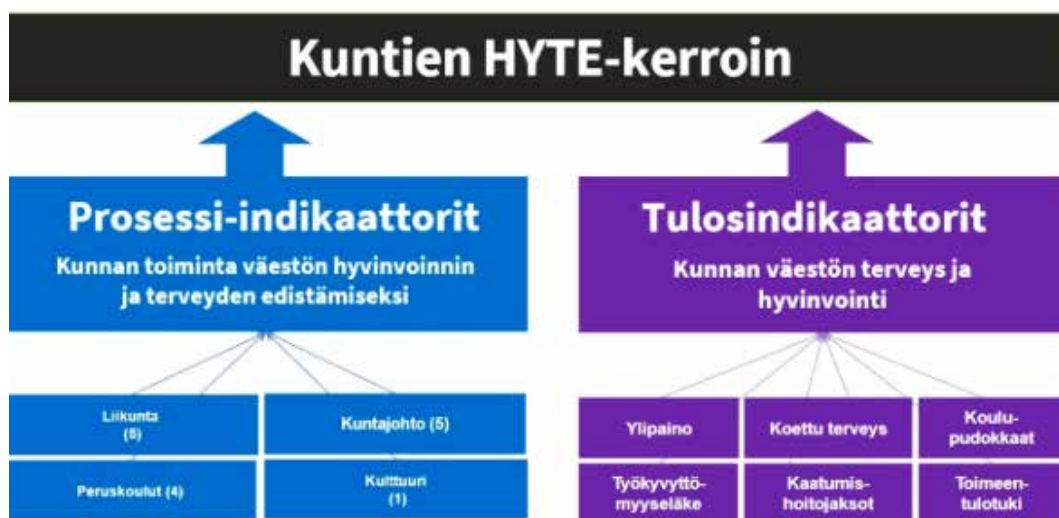 Kuntien HYTE-kerroin
Prosessi-indikaattorit
Kunnan toiminta väestön hyvinvoinnin
ja terveyden edistämiseksi
Tulosindikaattorit
Kunnan väestön terveys ja
hyvinvointi
Liikunta
(5)
Kuntajohto (5)
Peruskoulut (4)
Kulttuuri
(1)
Ylipaino
Koettu terveys
Koulu-
pudokkaat
Työkyvyttö-
myyseläke
Kaatumis-
hoitojaksot
Toimeen-
tulotuki